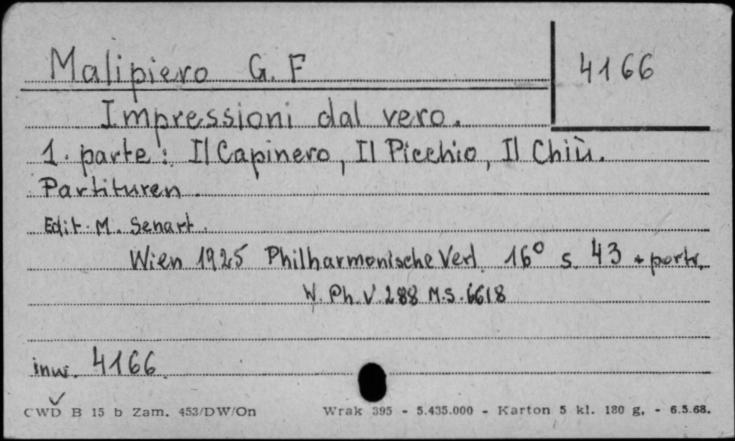 Malipiero G. F
4166
Impressioni dal vero.
1. parte: Il Capinero, Il Picchio, Il Chiù.
Partituren.
Edit. M. Senart.
Wien 1925 Philharmonische Verl. 16° s. 43 + portr.
W. Ph. V. 288 M.S. 6618
inw. 4166
CWD B 15 b Zam. 453/DW/On Wrak 395 - 5.435.000 - Karton 5 kl. 180 g. - 6.5.68.